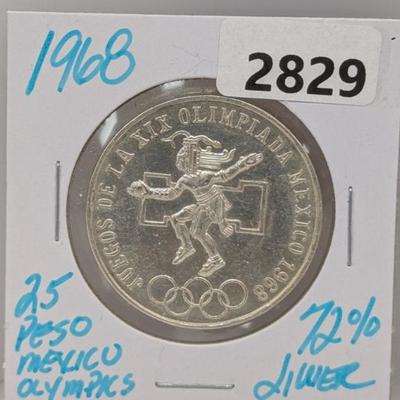 1968
2829
JUEGOS DE LA XIX OLIMPIADA MEXICO 1968
25
PESO
MEXICO
OLYMPICS
72%
SILVER